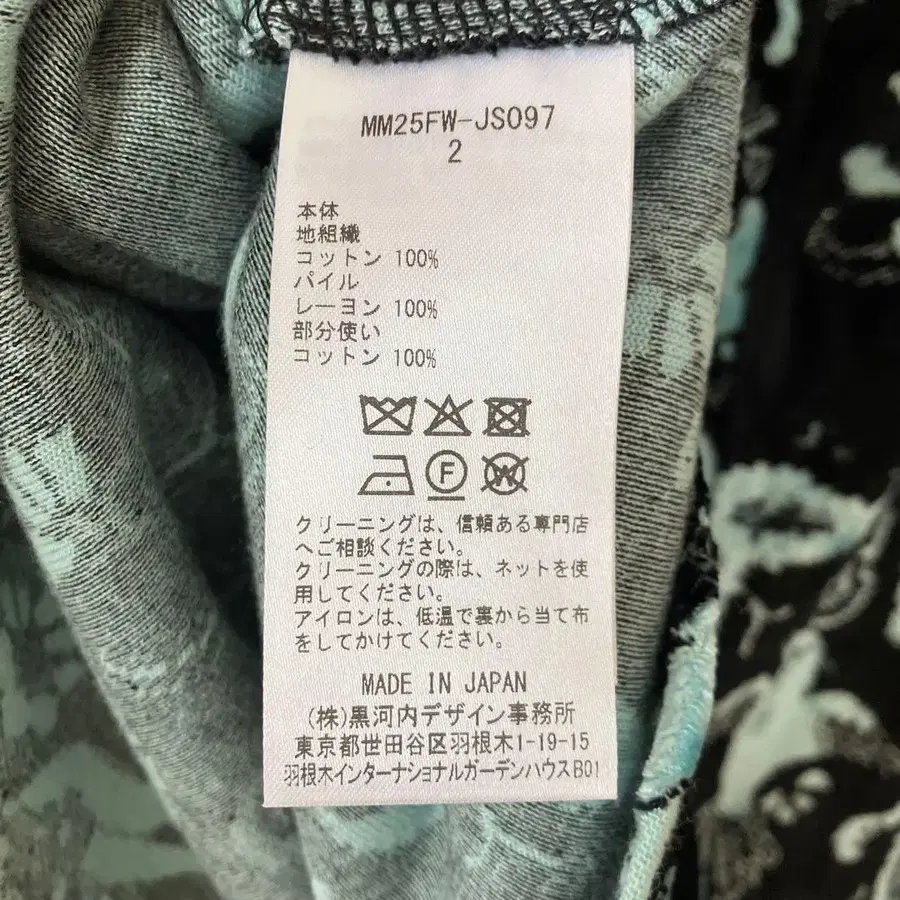 MM25FW-JS097
2
本体
地組織
コットン 100%
パイル
レーヨン 100%
部分使い
コットン 100%
F
W
クリーニングは、信頼ある専門店
へご相談ください。
クリーニングの際は、ネットを使
用してください。
アイロンは、低温で裏から当て布
をしてかけてください。
MADE IN JAPAN
(株)黒河内デザイン事務所
東京都世田谷区羽根木1-19-15
羽根木インターナショナルガーデンハウスB01